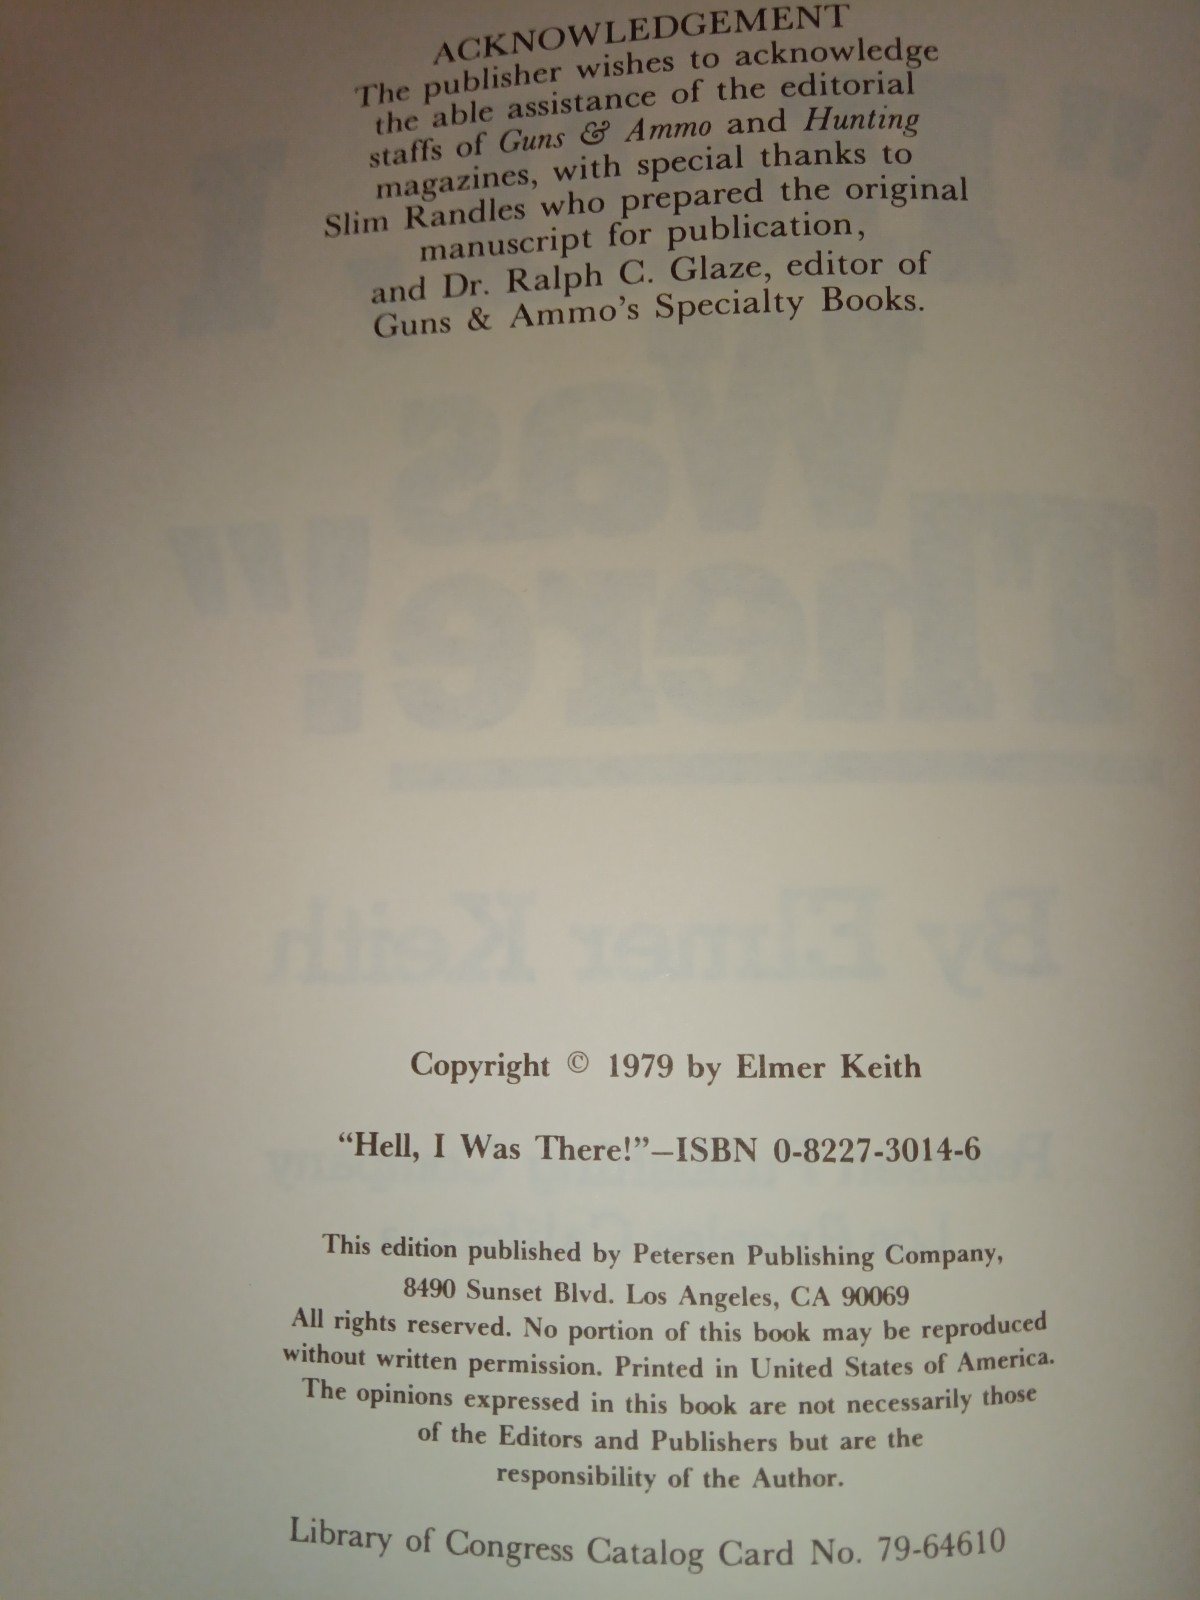 ACKNOWLEDGEMENT
The publisher wishes to acknowledge
the able assistance of the editorial
staffs of Guns & Ammo and Hunting
magazines, with special thanks to
Slim Randles who prepared the original
manuscript for publication,
and Dr. Ralph C. Glaze, editor of
Guns & Ammo's Specialty Books.
Was
There"!
By Elmer Keith
Copyright © 1979 by Elmer Keith
“Hell, I Was There!”—ISBN 0-8227-3014-6
This edition published by Petersen Publishing Company,
8490 Sunset Blvd. Los Angeles, CA 90069
All rights reserved. No portion of this book may be reproduced
without written permission. Printed in United States of America.
The opinions expressed in this book are not necessarily those
of the Editors and Publishers but are the
responsibility of the Author.
Library of Congress Catalog Card No. 79-64610